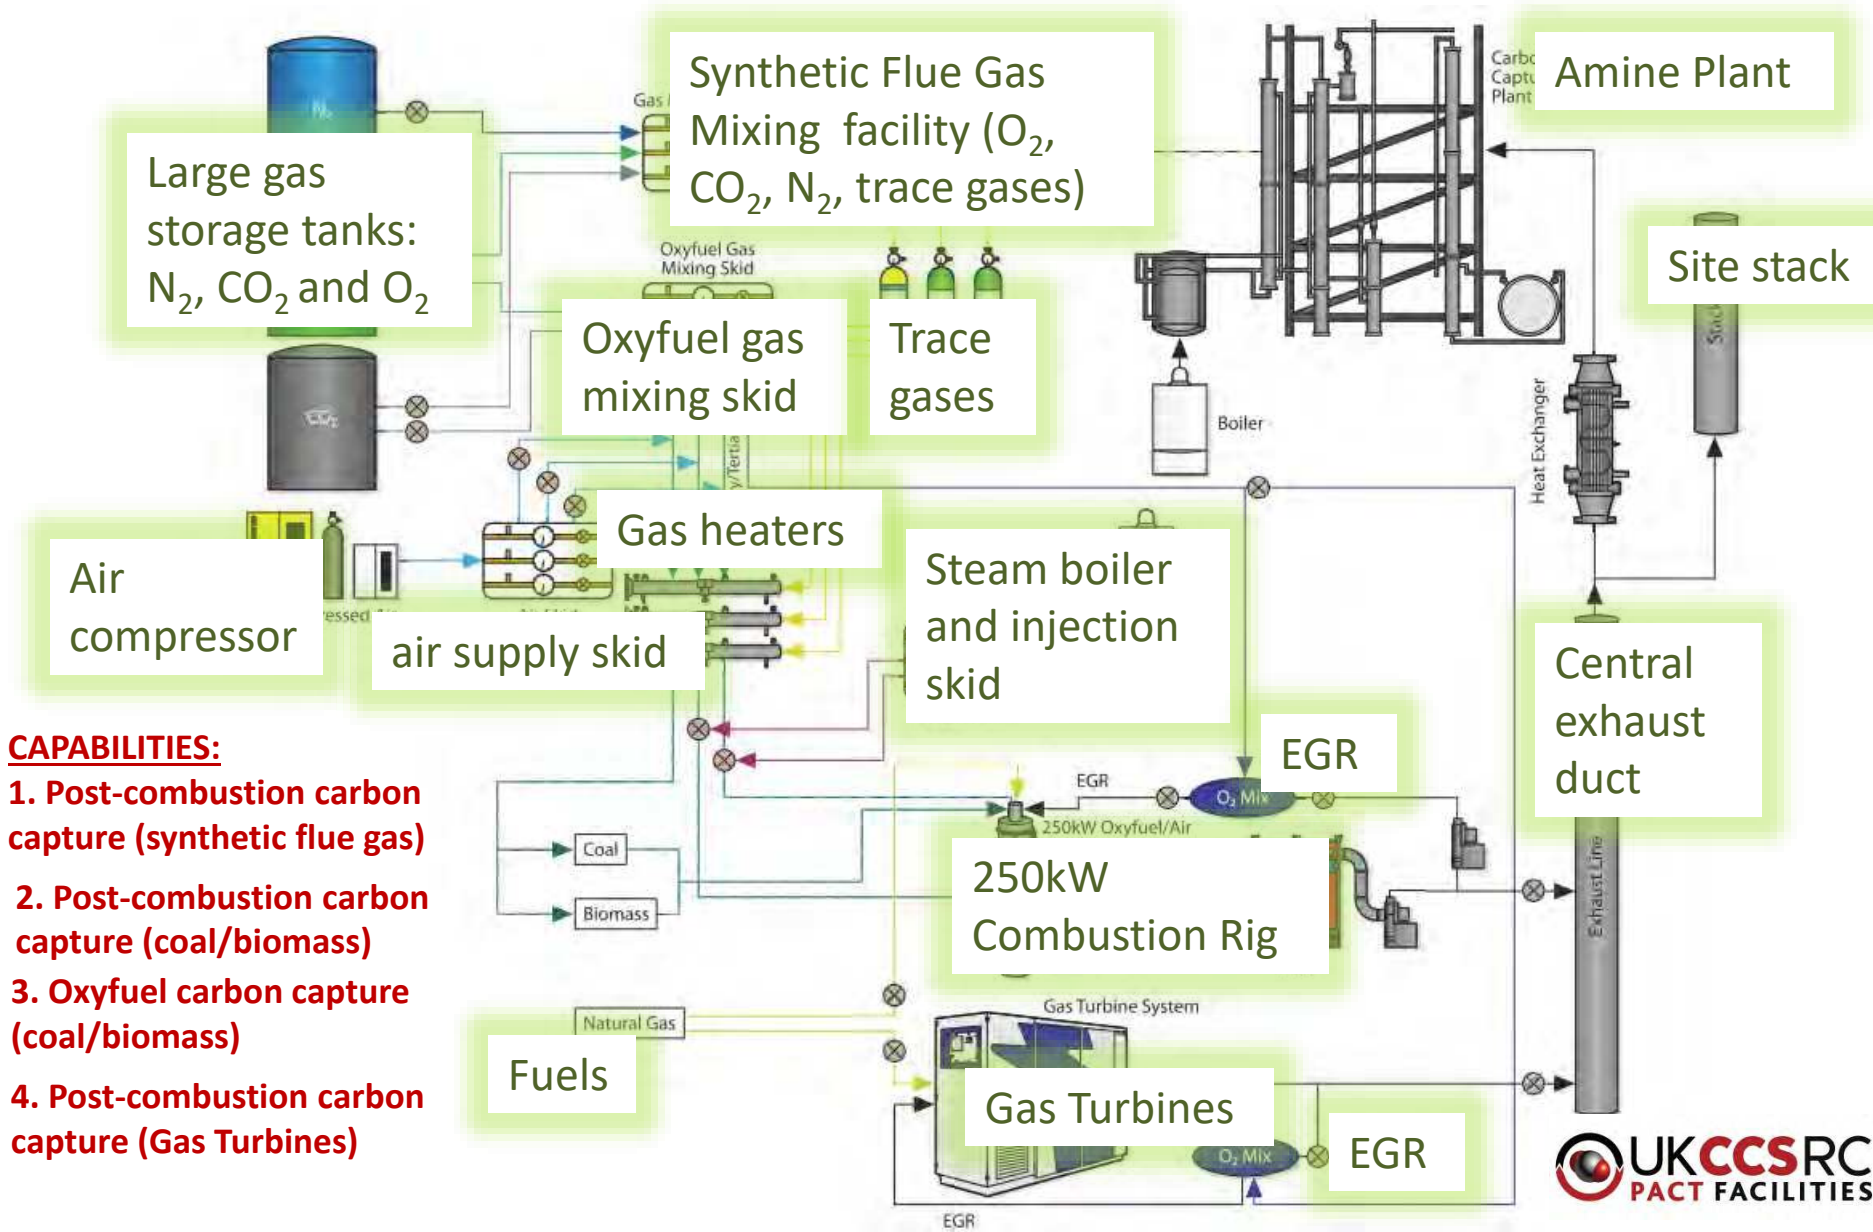 N₂
Large gas
storage tanks:
N₂, CO₂ and O₂
CO₂
Synthetic Flue Gas
Mixing facility (O₂,
CO₂, N₂, trace gases)
Oxyfuel Gas
Mixing Skid
Oxyfuel gas
mixing skid
Trace
gases
Plant
Amine Plant
Site stack
Boiler
Heat Exchanger
Gas heaters
Air
compressor
air supply skid
Steam boiler
and injection
skid
Central
exhaust
duct
Exhaust Line
EGR
EGR
O₂ Mix
250kW Oxyfuel/Air
250kW
Combustion Rig
Coal
Biomass
Natural Gas
Fuels
Gas Turbine System
Gas Turbines
O₂ Mix
EGR
EGR
CAPABILITIES:
1. Post-combustion carbon
capture (synthetic flue gas)
2. Post-combustion carbon
capture (coal/biomass)
3. Oxyfuel carbon capture
(coal/biomass)
4. Post-combustion carbon
capture (Gas Turbines)
UKCCSRC
PACT FACILITIES